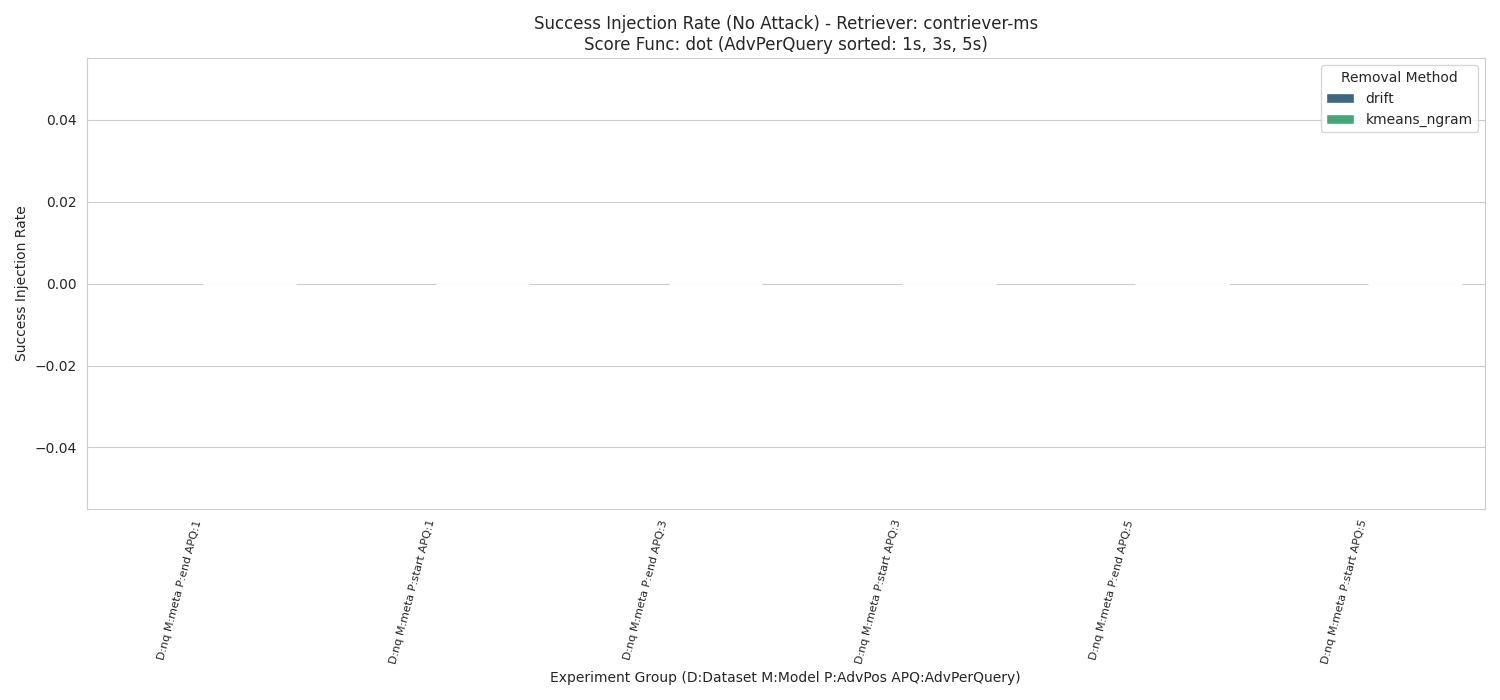 Success Injection Rate (No Attack) - Retriever: contriever-ms
Score Func: dot (AdvPerQuery sorted: 1s, 3s, 5s)
Removal Method
drift
kmeans_ngram
0.04
0.02
0.00
−0.02
−0.04
Success Injection Rate
D:nq M:meta P:end APQ:1
D:nq M:meta P:start APQ:1
D:nq M:meta P:end APQ:3
D:nq M:meta P:start APQ:3
D:nq M:meta P:end APQ:5
D:nq M:meta P:start APQ:5
Experiment Group (D:Dataset M:Model P:AdvPos APQ:AdvPerQuery)